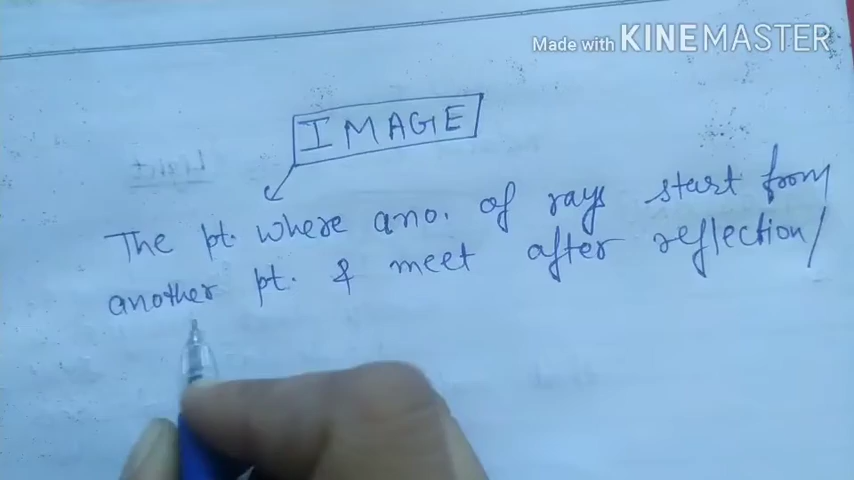 Made with KINEMASTER
IMAGE
The pt. where a no. of rays start from
another pt. & meet after reflection/